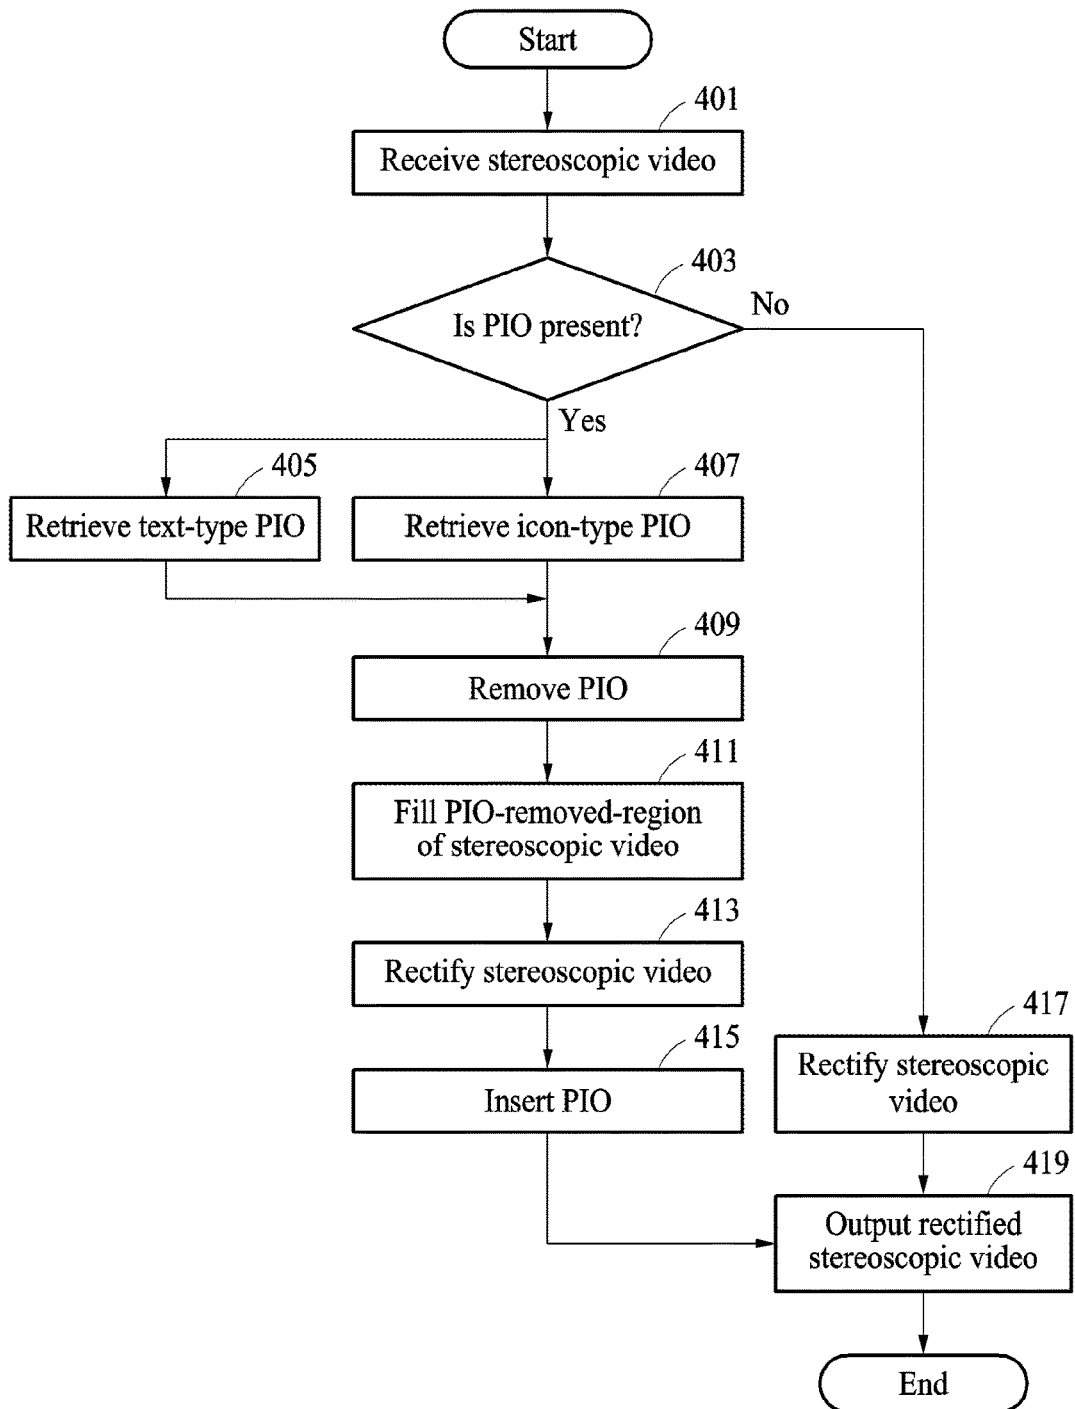 Start
401
Receive stereoscopic video
403
Is PIO present?
No
Yes
405
Retrieve text-type PIO
407
Retrieve icon-type PIO
409
Remove PIO
411
Fill PIO-removed-region
of stereoscopic video
413
Rectify stereoscopic video
415
Insert PIO
417
Rectify stereoscopic
video
419
Output rectified
stereoscopic video
End